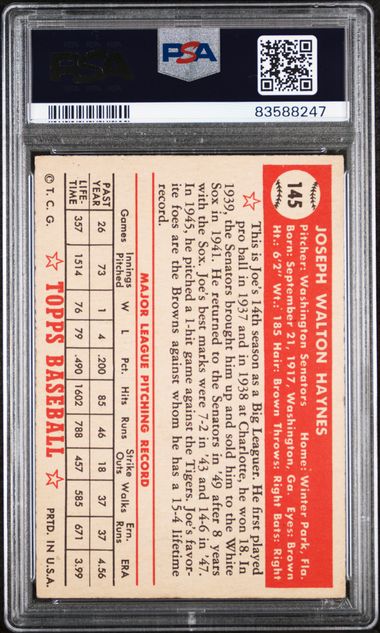 PSA
PSA
83588247
145
JOSEPH WALTON HAYNES
Pitcher: Washington Senators Home: Winter Park, Fla.
Born: September 21, 1917, Washington, Ga. Eyes: Brown
Ht.: 6'2" Wt.: 185 Hair: Brown Throws: Right Bats: Right
This is Joe's 14th season as a Big Leaguer. He first played
pro ball in 1937 and in 1938 at Charlotte, he won 18. In
1939, the Senators brought him up and sold him to the White
Sox in 1941. He returned to the Senators in '49 after 8 years
with the Sox. Joe's best marks were 7-2 in '43 and 14-6 in '47.
In 1945, he pitched a 1-hit game against the Tigers. Joe's favor-
ite foes are the Browns against whom he has a 15-4 lifetime
record.
MAJOR LEAGUE PITCHING RECORD
Games Innings Pitched W L Pct. Hits Runs Strike Outs Walks Ern. Runs ERA
PAST YEAR 26 73 1 4 .200 85 46 18 37 37 4.56
LIFE-TIME 357 1514 76 79 .490 1602 788 457 585 671 3.99
© T. C. G. TOPPS BASEBALL PRTD. IN U.S.A.